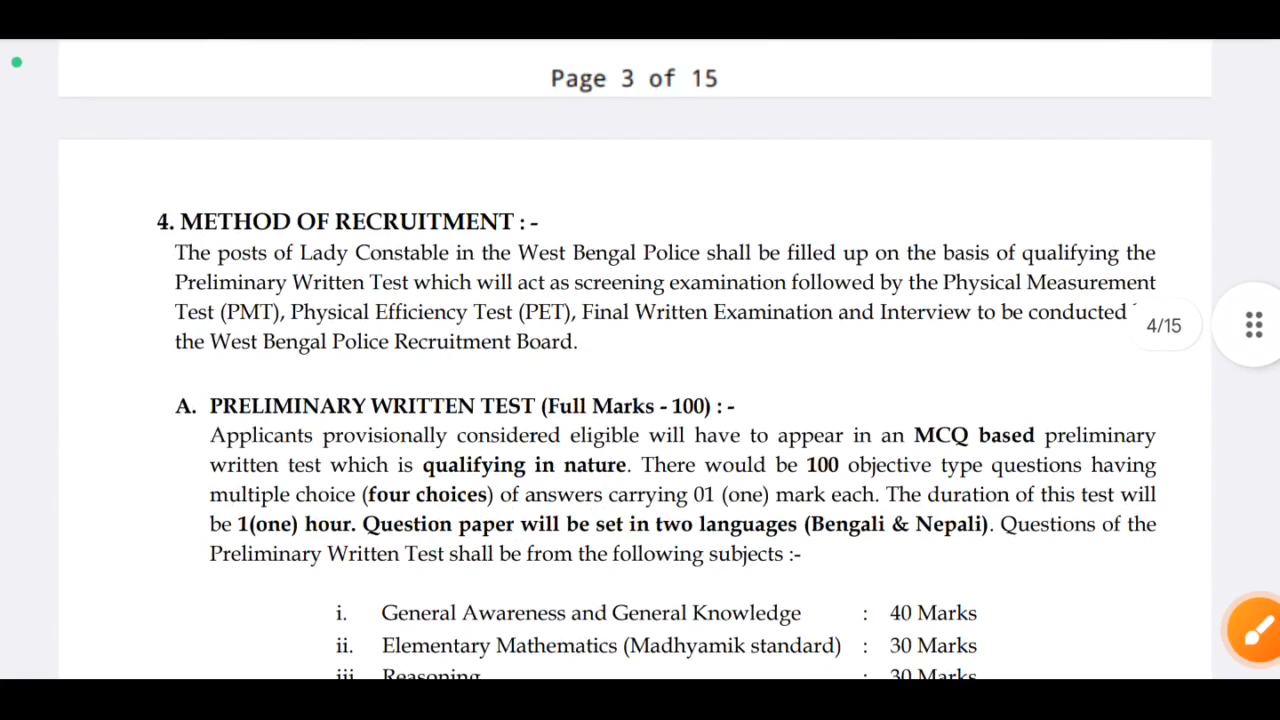 Page 3 of 15
4. METHOD OF RECRUITMENT : -
The posts of Lady Constable in the West Bengal Police shall be filled up on the basis of qualifying the
Preliminary Written Test which will act as screening examination followed by the Physical Measurement
Test (PMT), Physical Efficiency Test (PET), Final Written Examination and Interview to be conducted
4/15
the West Bengal Police Recruitment Board.
A. PRELIMINARY WRITTEN TEST (Full Marks - 100) : -
Applicants provisionally considered eligible will have to appear in an MCQ based preliminary
written test which is qualifying in nature. There would be 100 objective type questions having
multiple choice (four choices) of answers carrying 01 (one) mark each. The duration of this test will
be 1(one) hour. Question paper will be set in two languages (Bengali & Nepali). Questions of the
Preliminary Written Test shall be from the following subjects :-
i. General Awareness and General Knowledge : 40 Marks
ii. Elementary Mathematics (Madhyamik standard) : 30 Marks
iii. Reasoning : 30 Marks